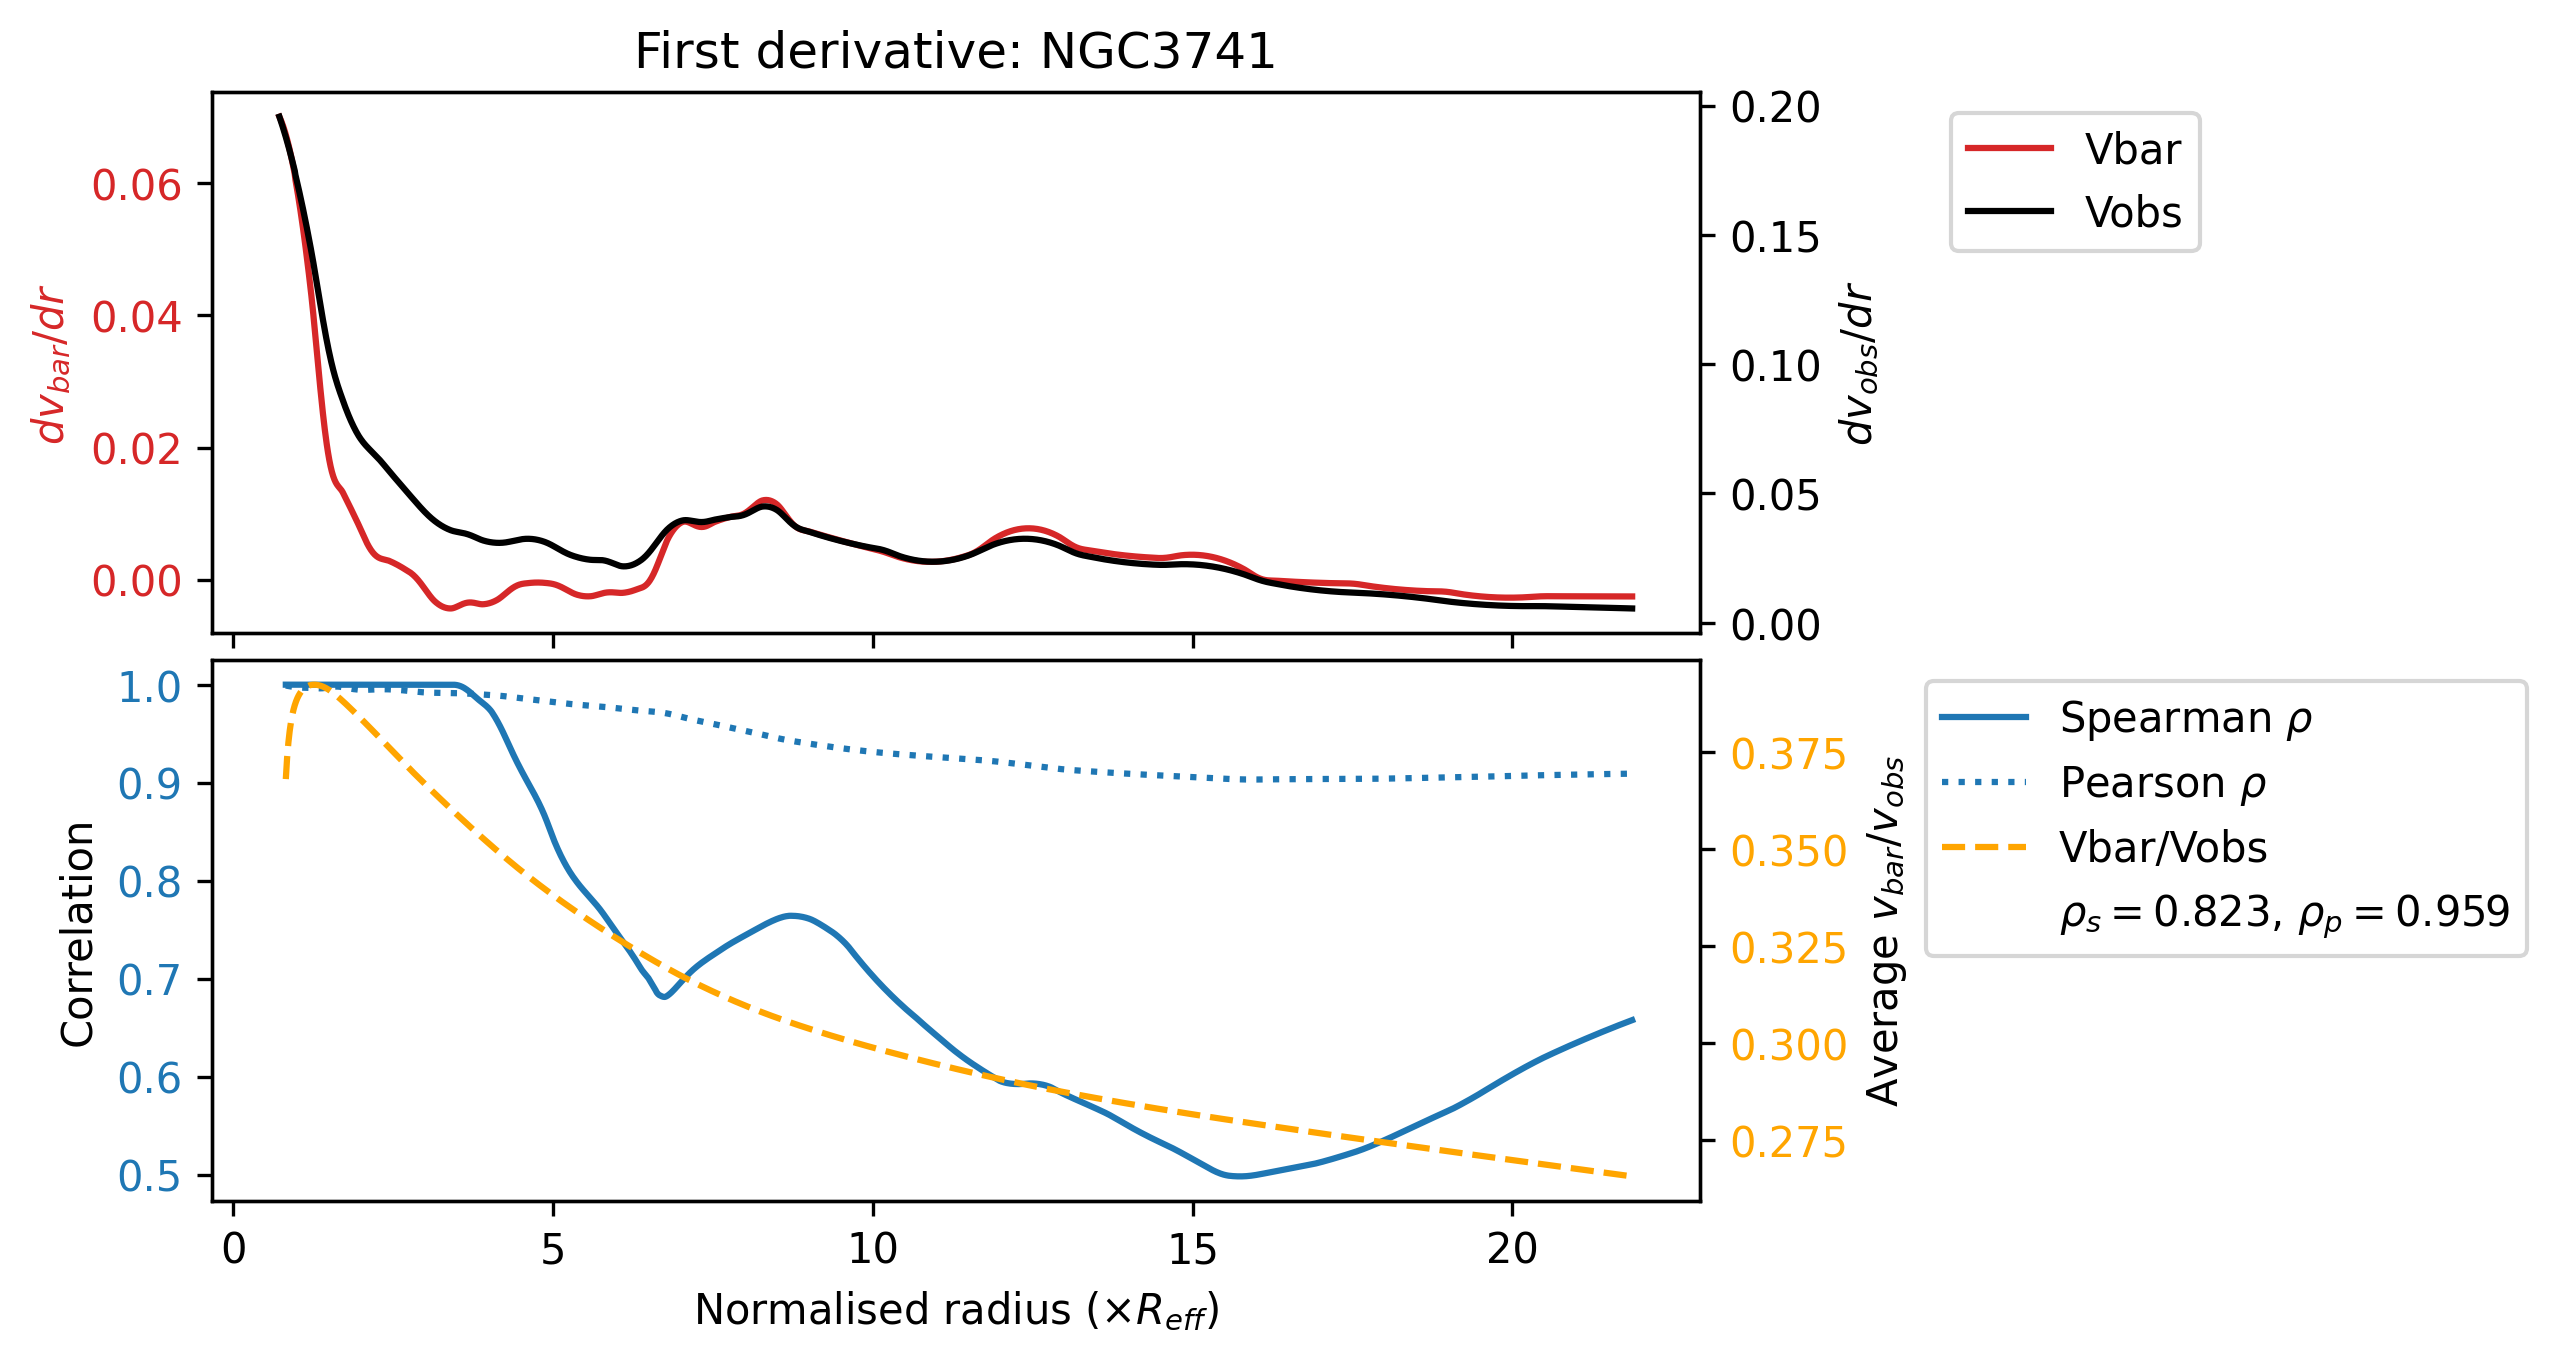 First derivative: NGC3741
0.06
0.04
0.02
0.00
dv_bar/dr
0.20
0.15
0.10
0.05
0.00
dv_obs/dr
Vbar
Vobs
1.0
0.9
0.8
0.7
0.6
0.5
Correlation
0.375
0.350
0.325
0.300
0.275
Average v_bar/v_obs
Spearman ρ
Pearson ρ
Vbar/Vobs
ρ_s = 0.823, ρ_p = 0.959
0 5 10 15 20
Normalised radius (×R_eff)